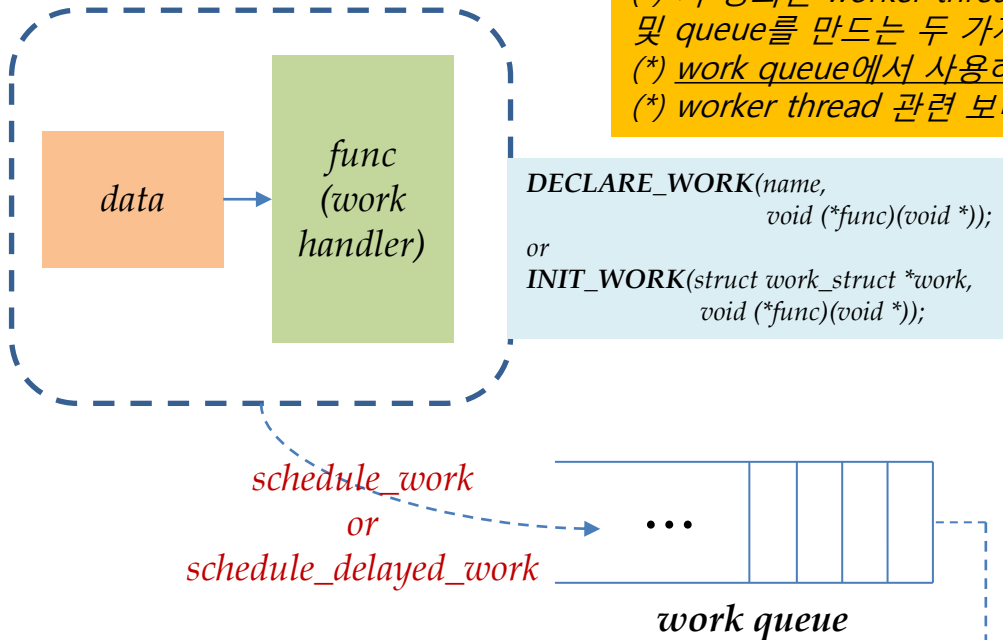 및 queue를 만드는 두 가
(*) work queue에서 사용하
(*) worker thread 관련 보
data
func
(work
handler)
DECLARE_WORK(name,
void (*func)(void *));
or
INIT_WORK(struct work_struct *work,
void (*func)(void *));
schedule_work
or
schedule_delayed_work
...
work queue